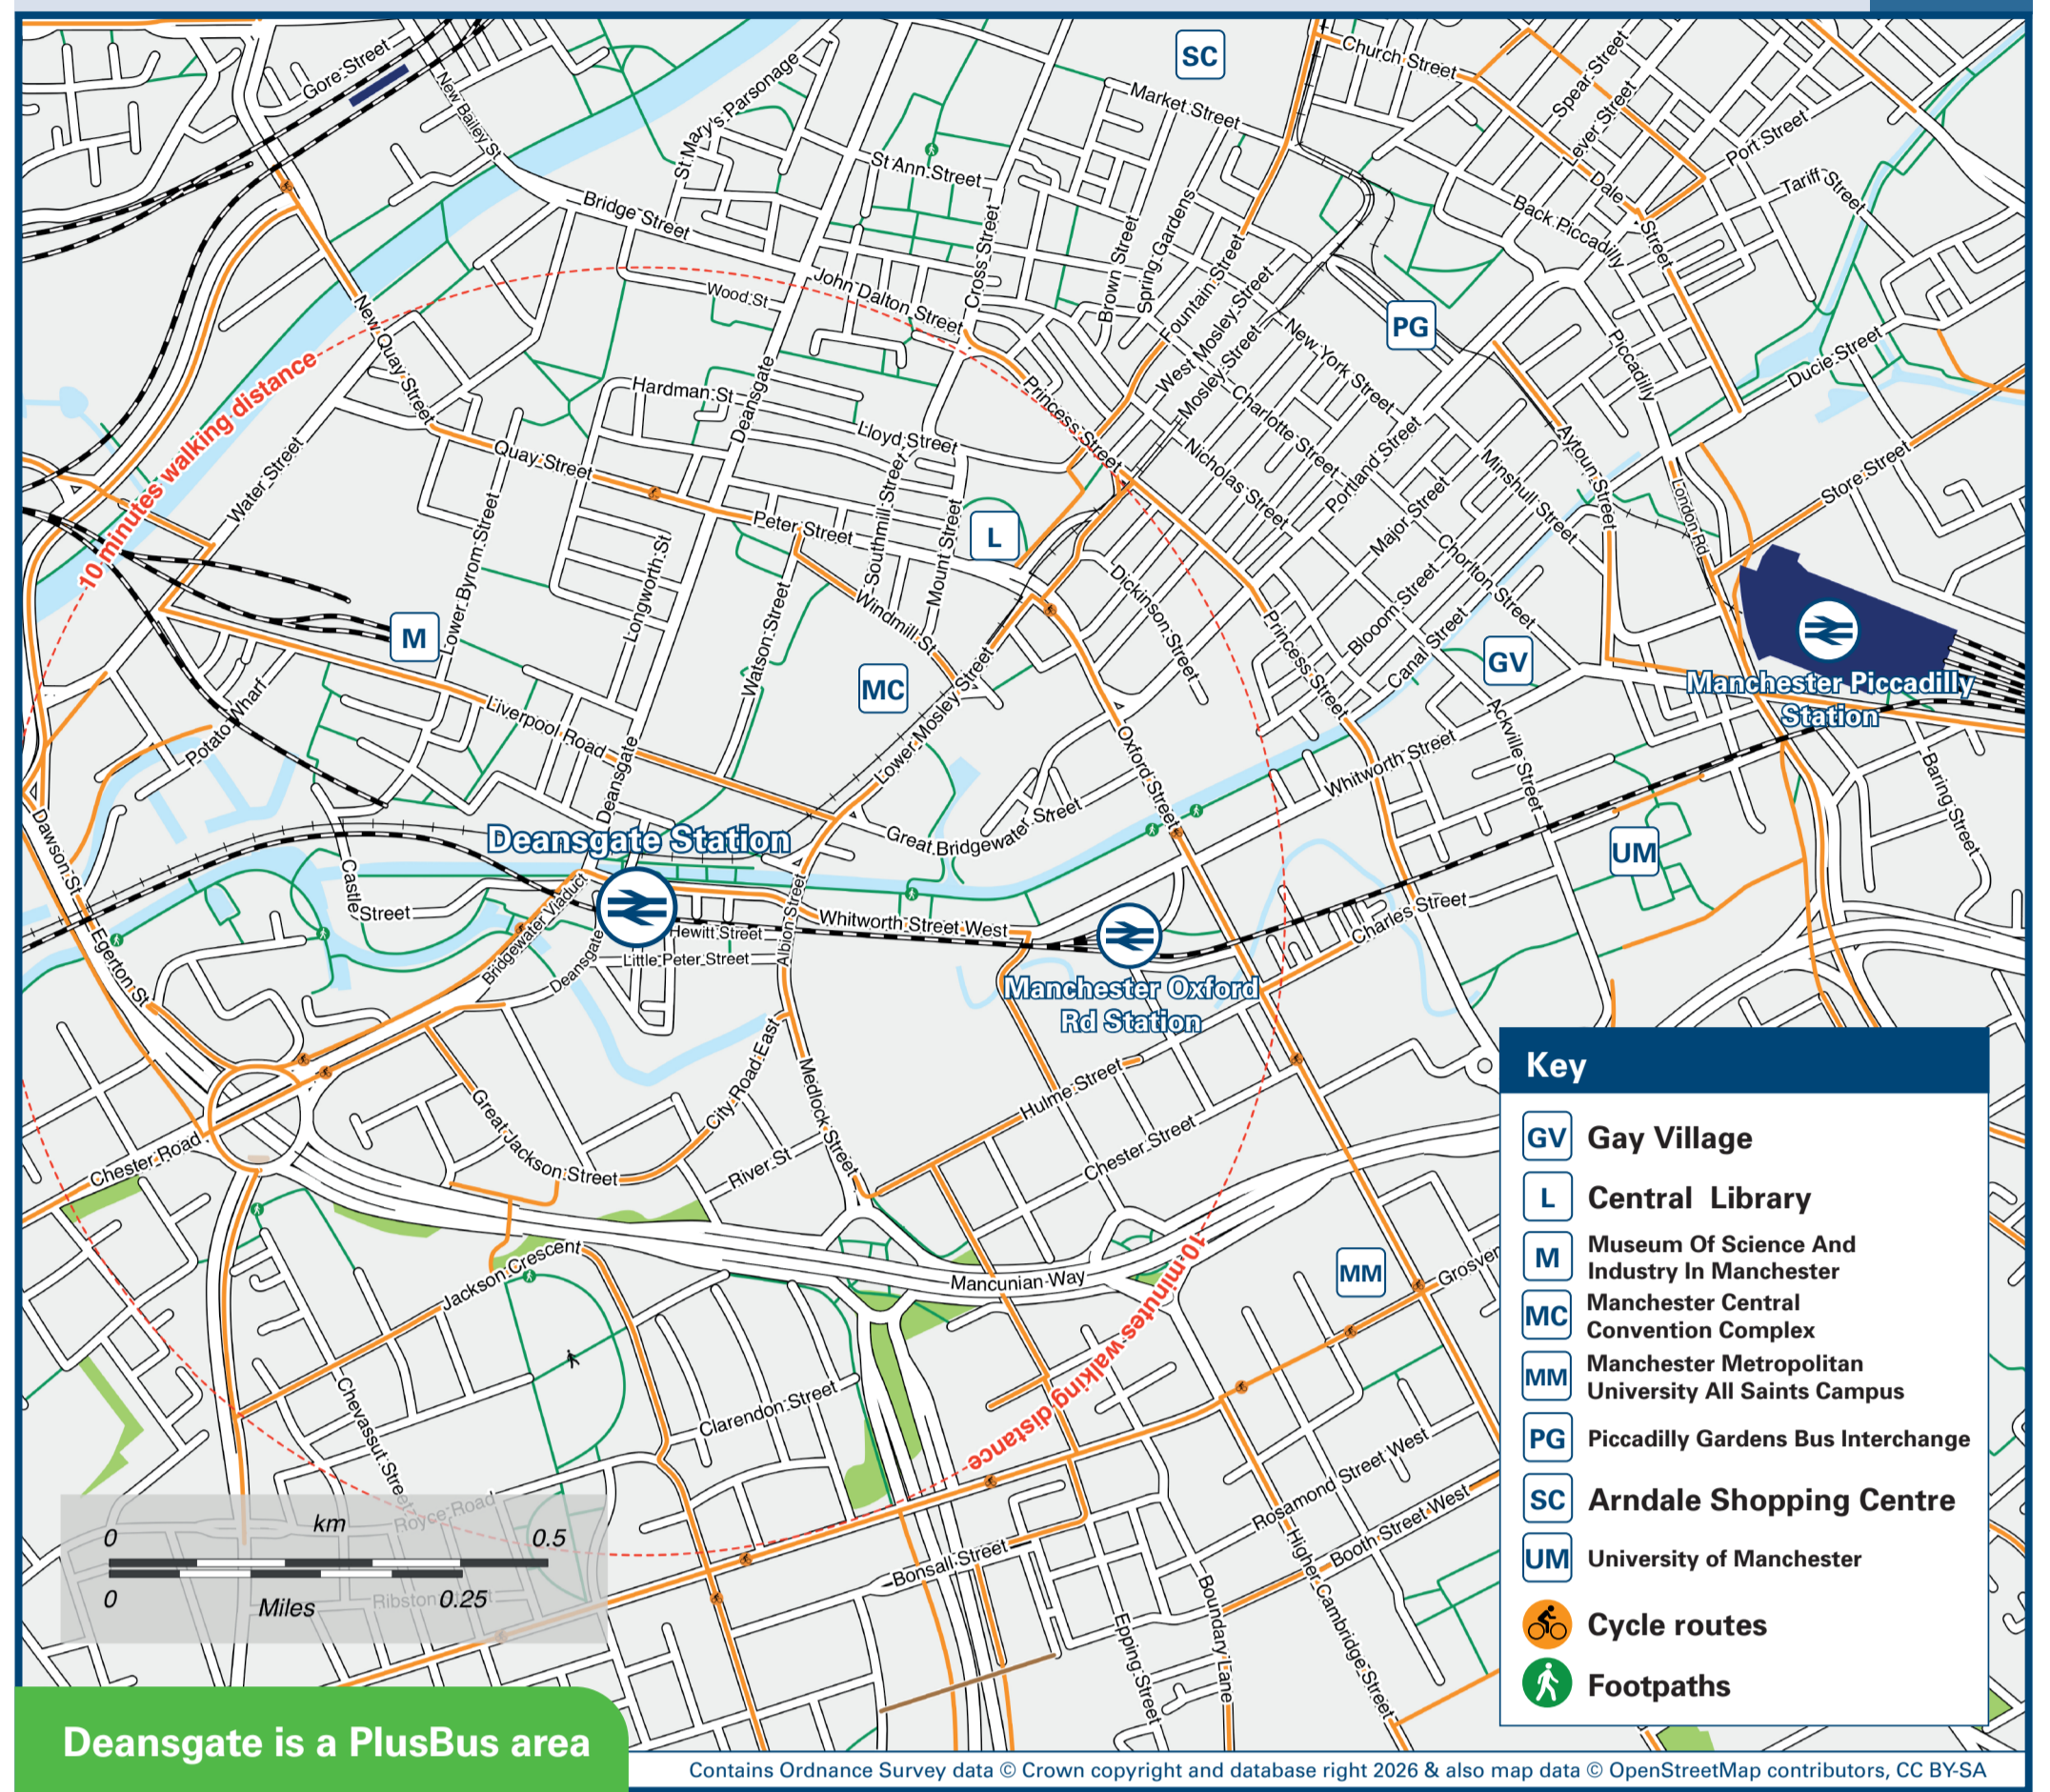 SC
Church Street
Gore Street
New Bailey St
St Mary's Parsonage
Market Street
Spear Street
Lever Street
Port Street
St Ann Street
Tariff Street
Dale Street
Bridge Street
Back Piccadilly
Cross Street
Brown Street
Spring Gardens
Fountain Street
John Dalton Street
Wood St
West Mosley Street
Mosley Street
New York Street
PG
Piccadilly
Ducie Street
New Quay Street
10 minutes walking distance
Hardman St
Deansgate
Princess Street
Charlotte Street
Lloyd Street
Nicholas Street
Portland Street
Aytoun Street
Minshull Street
Store Street
Water Street
Quay Street
Peter Street
Southmill Street
Mount Street
L
Major Street
London Rd
Lower Byrom Street
Longworth St
Watson Street
Windmill St
Dickinson Street
Chorlton Street
Blooom Street
Canal Street
Princess Street
M
GV
MC
Manchester Piccadilly
Station
Potato Wharf
Liverpool Road
Lower Mosley Street
Oxford Street
Whitworth Street
Ackville Street
Baring Street
Deansgate
Great Bridgewater Street
Deansgate Station
UM
Dawson St
Castle Street
Bridgewater Viaduct
Albion Street
Whitworth Street West
Hewitt Street
Little Peter Street
Charles Street
Egerton St
Deansgate
Manchester Oxford
Rd Station
City Road East
Medlock Street
Hulme Street
Great Jackson Street
Chester Street
Chester Road
River St
Jackson Crescent
Mancunian Way
MM
Grosven
10 minutes walking distance
Chevassut Street
Clarendon Street
Royce Road
Rosamond Street West
Booth Street West
Bonsall Street
Higher Cambridge Street
Boundary Lane
Epping Street
0 km 0.5
0 Miles 0.25
Key
GV Gay Village
L Central Library
M Museum Of Science And
Industry In Manchester
MC Manchester Central
Convention Complex
MM Manchester Metropolitan
University All Saints Campus
PG Piccadilly Gardens Bus Interchange
SC Arndale Shopping Centre
UM University of Manchester
Cycle routes
Footpaths
Deansgate is a PlusBus area
Contains Ordnance Survey data © Crown copyright and database right 2026 & also map data © OpenStreetMap contributors, CC BY-SA